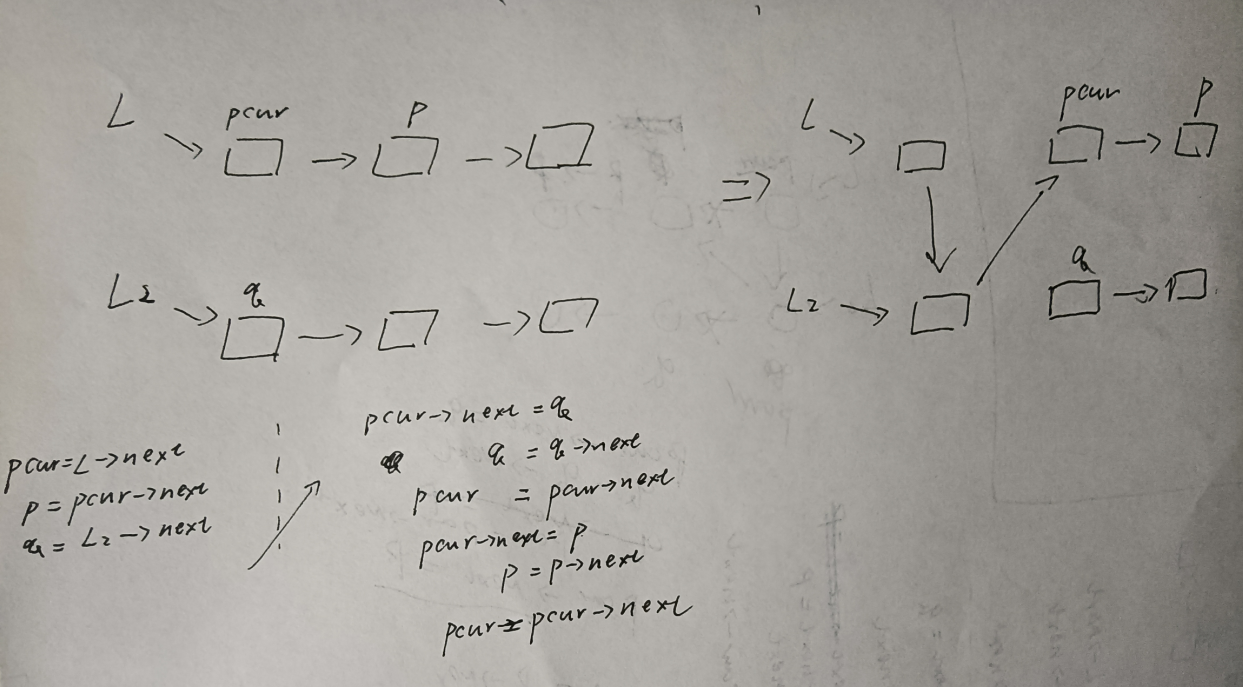 L pcur P
L pcur P
L2 q
L2 q
pcur=L->next
p=pcur->next
q=L2->next
pcur->next=q
q=q->next
pcur=pcur->next
pcur->next=p
p=p->next
pcur=pcur->next